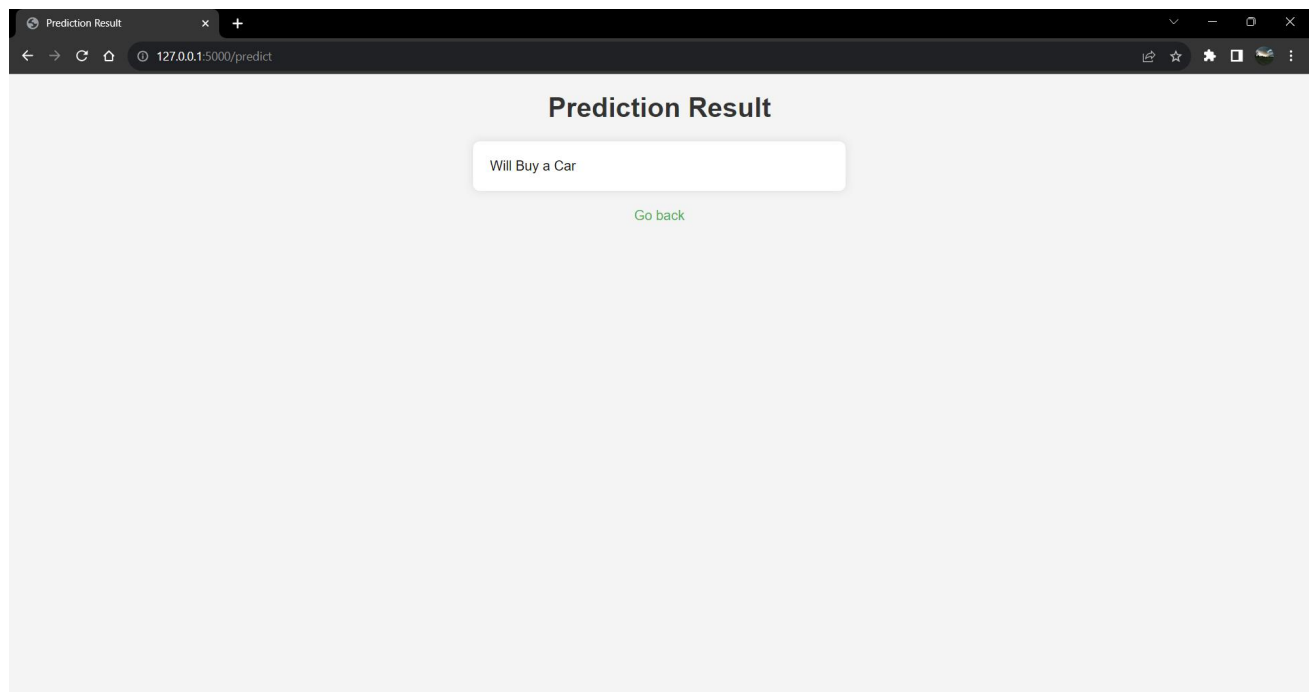 Prediction Result
127.0.0.1:5000/predict
Prediction Result
Will Buy a Car
Go back